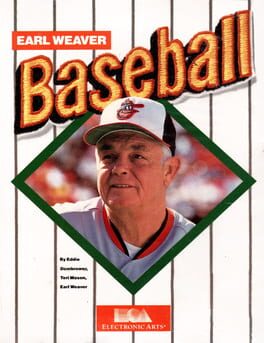 EARL WEAVER
Baseball
By Eddie
Dombrower,
Teri Mason,
Earl Weaver
ELECTRONIC ARTS®